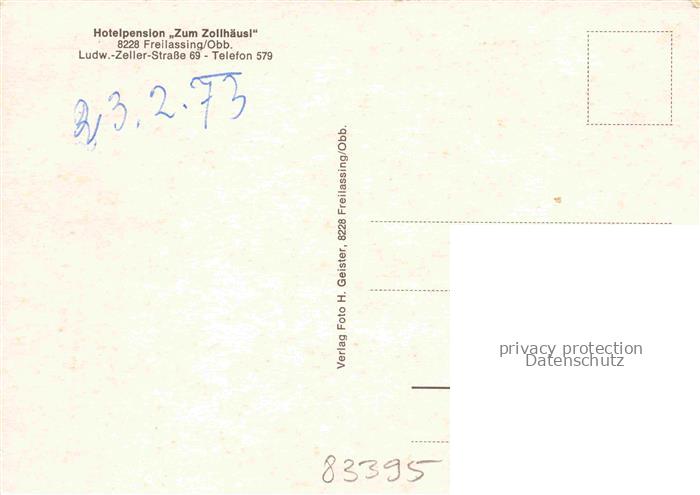 Hotelpension „Zum Zollhäusl“
8228 Freilassing/Obb.
Ludw.-Zeller-Straße 69 - Telefon 579
23.2.73
Verlag Foto H. Geister, 8228 Freilassing/Obb.
privacy protection
Datenschutz
83395